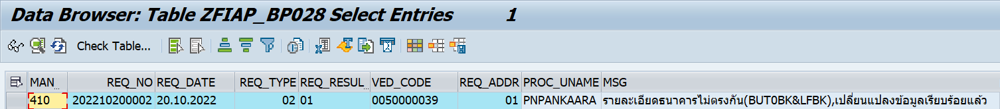 Data Browser: Table ZFIAP_BP028 Select Entries 1
Check Table...
MAN_ REQ_NO REQ_DATE REQ_TYPE REQ_RESUL_ VED_CODE REQ_ADDR PROC_UNAME MSG
410 202210200002 20.10.2022 02 01 0050000039 01 PNPANKAARA รายละเอียดธนาคารไม่ตรงกัน(BUT0BK&LFBK),เปลี่ยนแปลงข้อมูลเรียบร้อยแล้ว